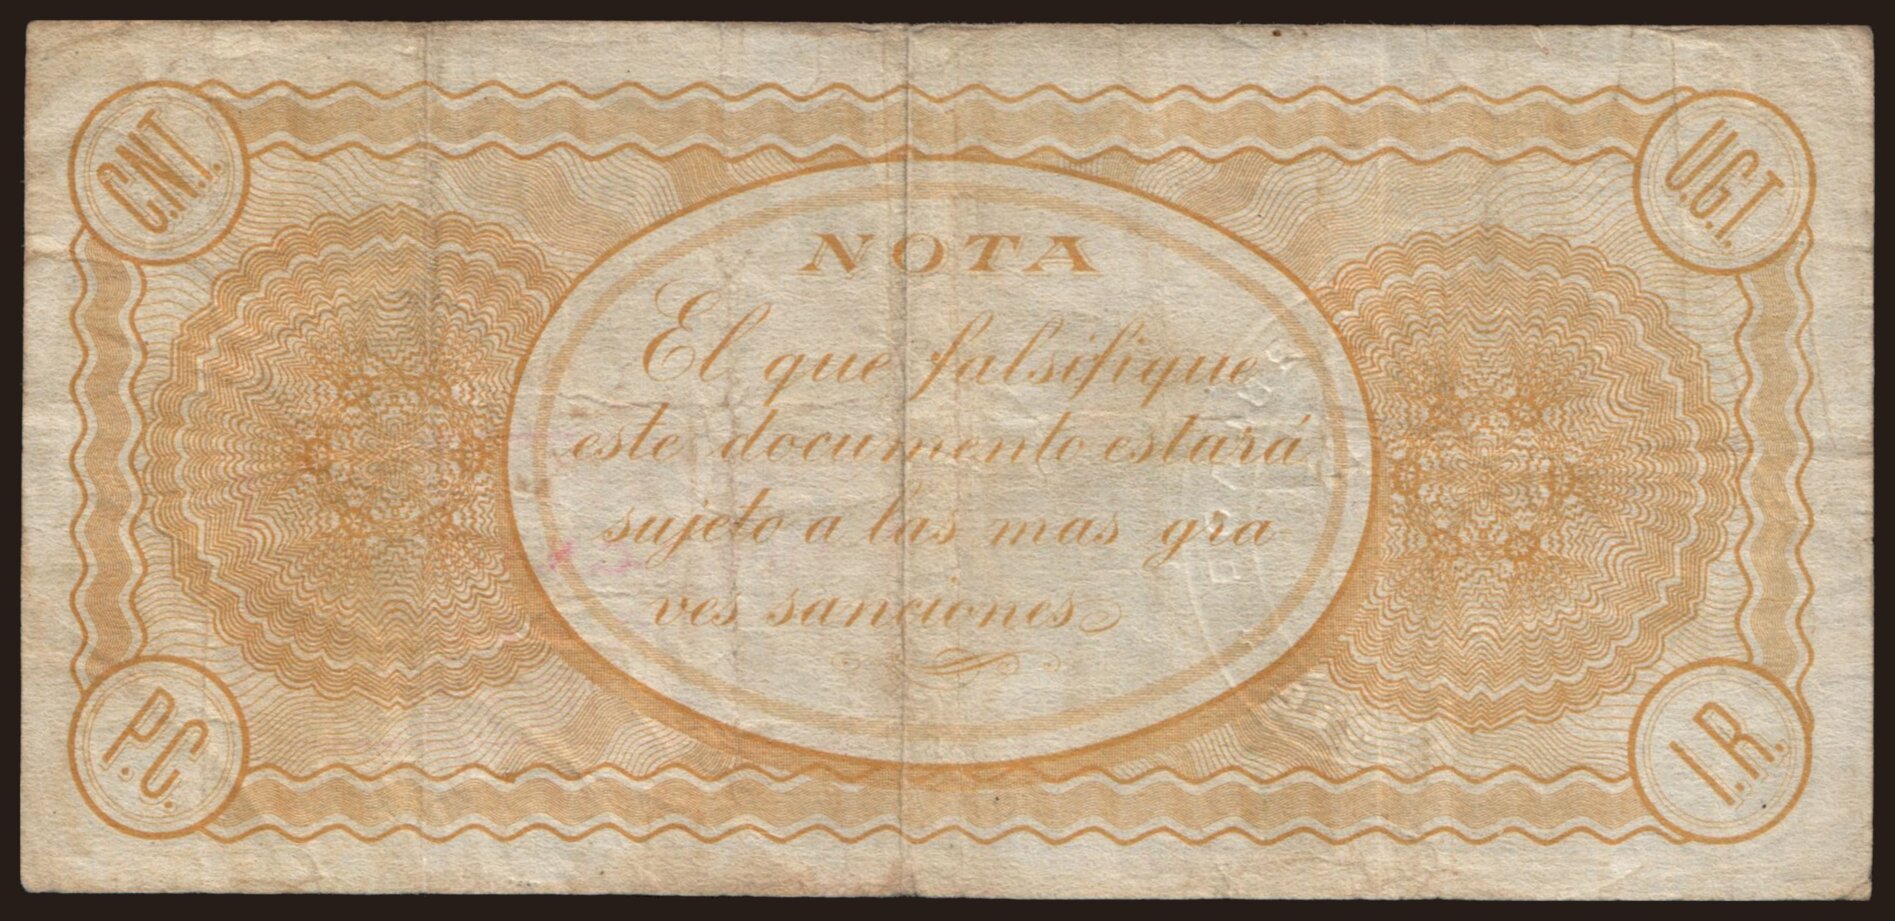 C.N.T.
U.G.T.
NOTA
El que falsifique
este documento estará
sujeto a las mas gra
ves sanciones
P.C.
I.R.